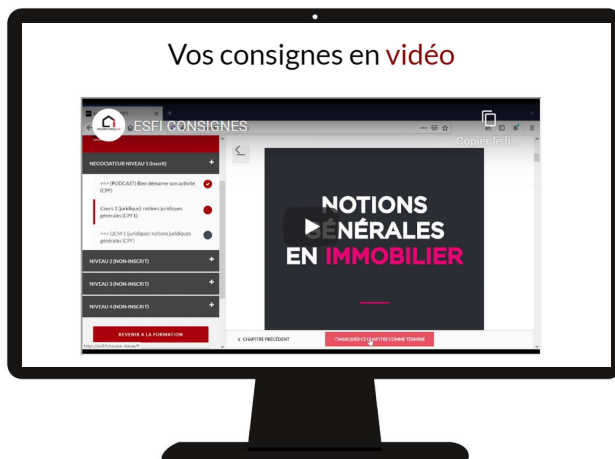 Vos consignes en vidéo
ESFI CONSIGNES
Copier le li...
NEGOCIATEUR NIVEAU 1 (inscrit)
+
>>> (PODCAST) Bien démarrer son activité
(CPF)
Cours 1 (juridique): notions juridiques
générales (CPF E)
>>> QCM 1 (juridique): notions juridiques
générales (CPF)
NIVEAU 2 (NON-INSCRIT)
+
NIVEAU 3 (NON-INSCRIT)
+
NIVEAU 4 (NON-INSCRIT)
+
REVENIR A LA FORMATION
NOTIONS
GÉNÉRALES
EN IMMOBILIER
< CHAPITRE PRÉCÉDENT
MARQUER CE CHAPITRE COMME TERMINÉ